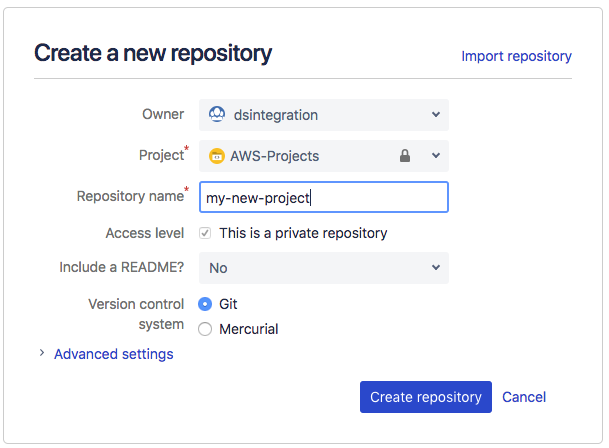 Create a new repository
Import repository
Owner dsintegration
Project* AWS-Projects
Repository name* my-new-project
Access level This is a private repository
Include a README? No
Version control system
Git
Mercurial
Advanced settings
Create repository Cancel